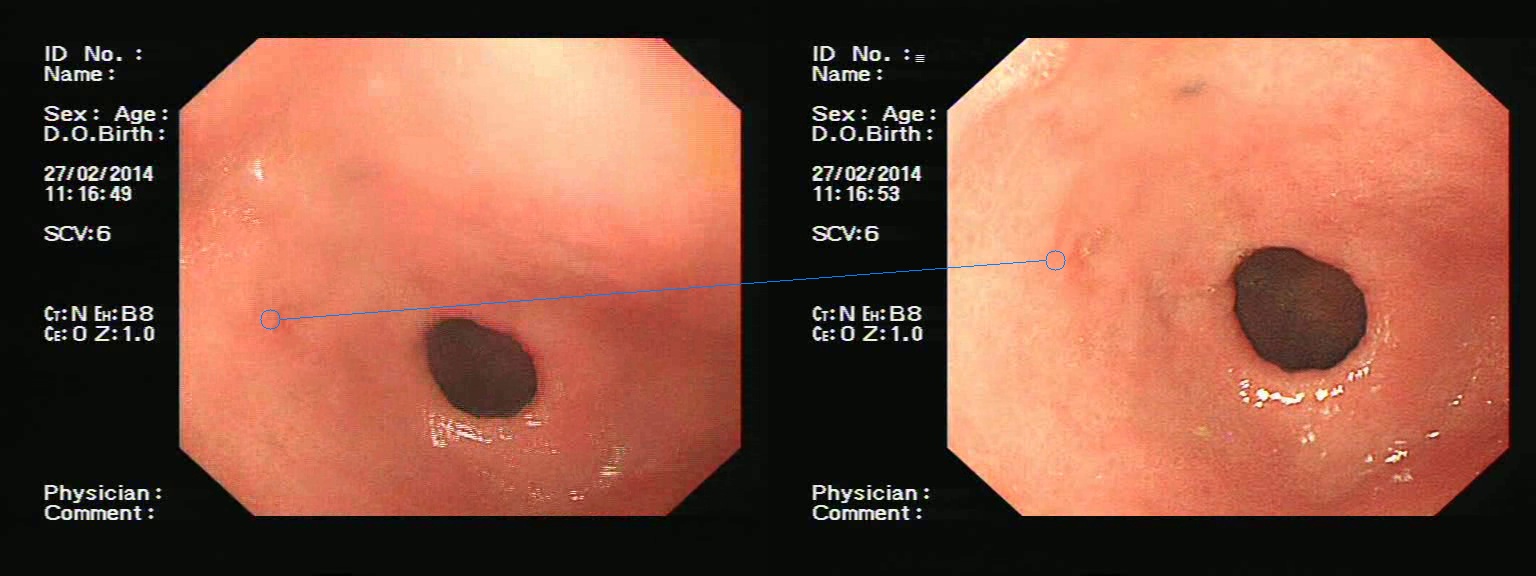 ID No. :
Name:
Sex: Age:
D.O.Birth:
27/02/2014
11:16:49
SCV:6
CT:N EH:B8
CE:0 Z:1.0
Physician:
Comment:
ID No. :
Name:
Sex: Age:
D.O.Birth:
27/02/2014
11:16:53
SCV:6
CT:N EH:B8
CE:0 Z:1.0
Physician:
Comment: